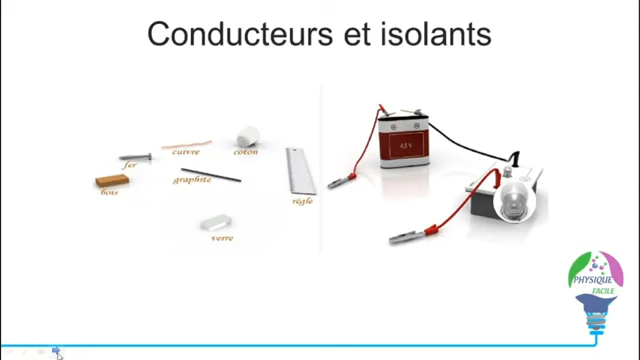 Conducteurs et isolants
fer
cuivre
coton
bois
graphite
règle
verre
4,5 V
PHYSIQUE
FACILE